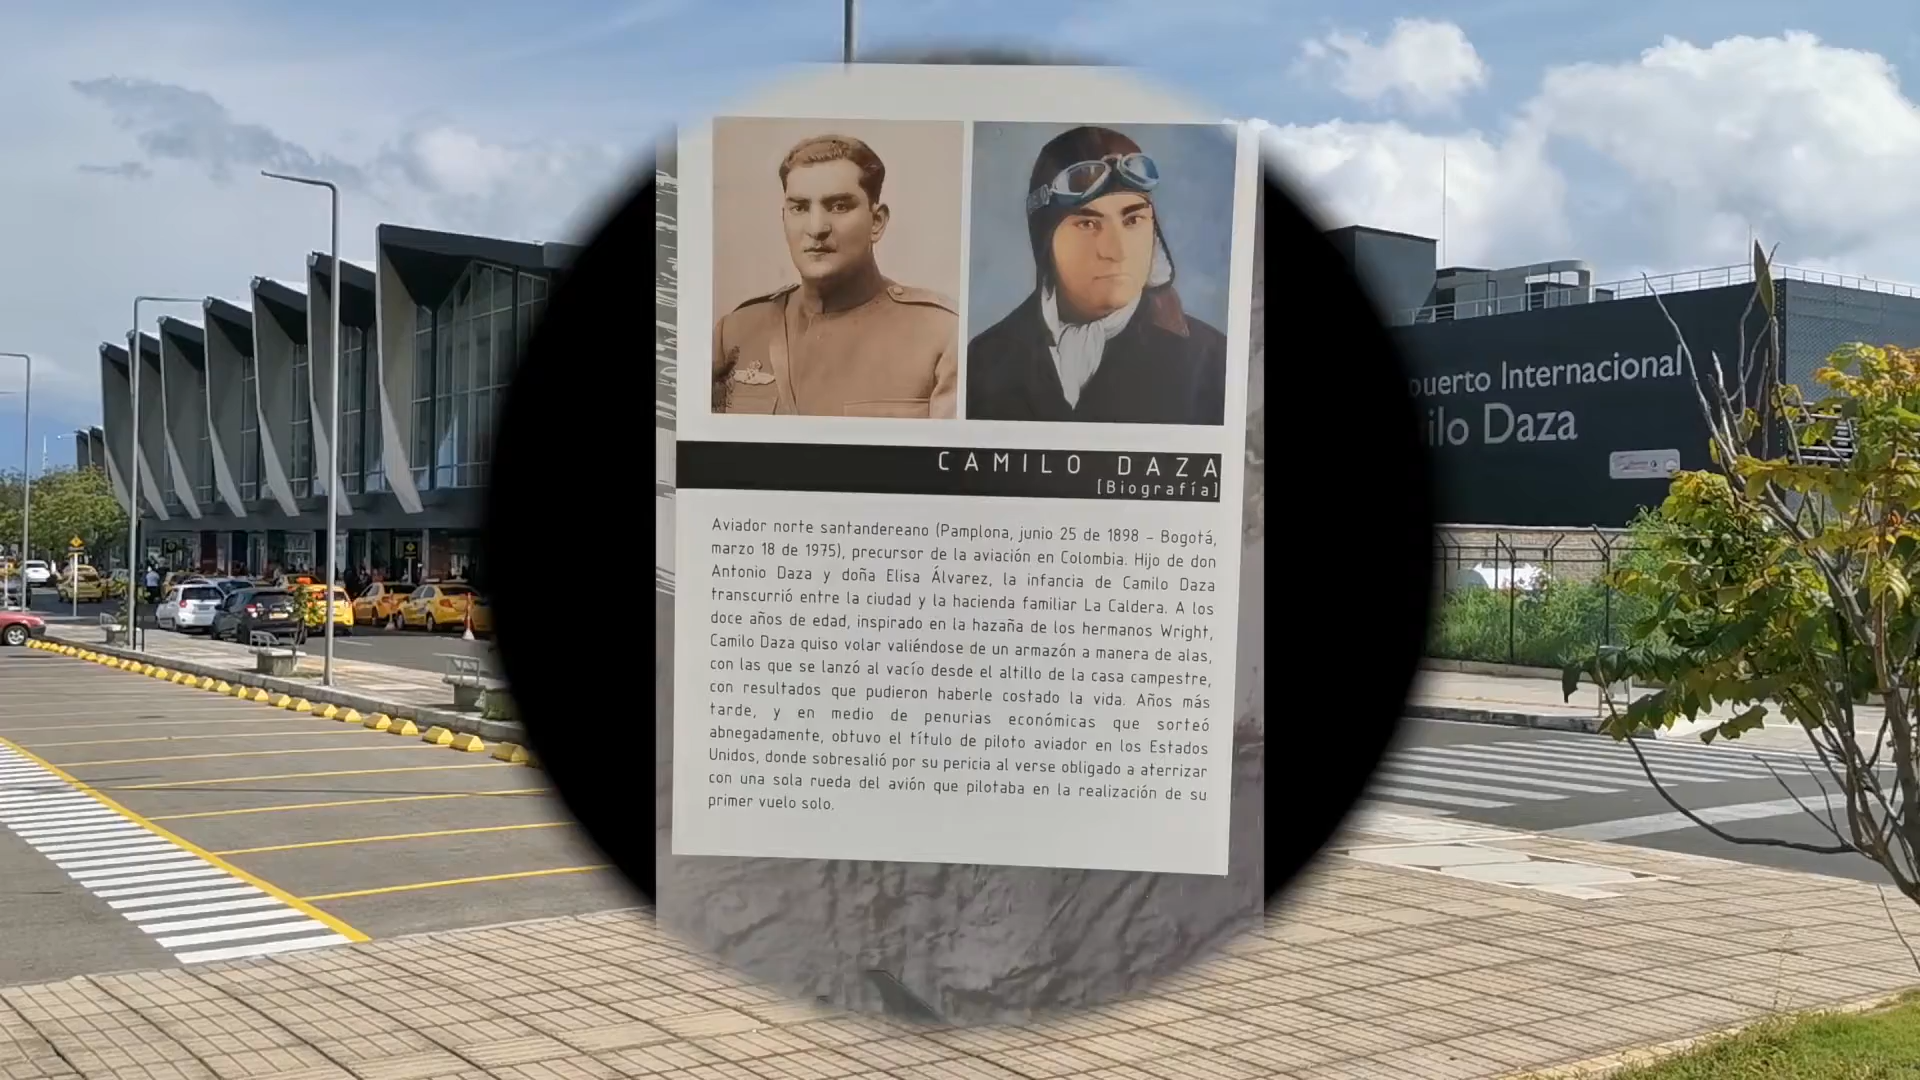 CAMILO DAZA
[Biografía]
Aviador norte santandereano (Pamplona, junio 25 de 1898 – Bogotá,
marzo 18 de 1975), precursor de la aviación en Colombia. Hijo de don
Antonio Daza y doña Elisa Álvarez, la infancia de Camilo Daza
transcurrió entre la ciudad y la hacienda familiar La Caldera. A los
doce años de edad, inspirado en la hazaña de los hermanos Wright,
Camilo Daza quiso volar valiéndose de un armazón a manera de alas,
con las que se lanzó al vacío desde el altillo de la casa campestre,
con resultados que pudieron haberle costado la vida. Años más
tarde, y en medio de penurias económicas que sorteó
abnegadamente, obtuvo el título de piloto aviador en los Estados
Unidos, donde sobresalió por su pericia al verse obligado a aterrizar
con una sola rueda del avión que pilotaba en la realización de su
primer vuelo solo.
puerto Internacional
ilo Daza